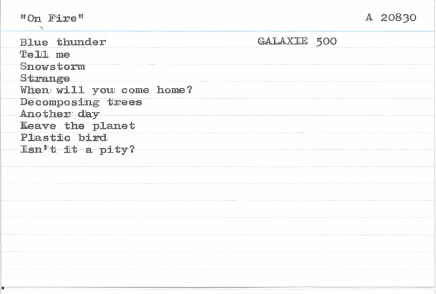 "On Fire" A 20830
Blue thunder GALAXIE 500
Tell me
Snowstorm
Strange
When will you come home?
Decomposing trees
Another day
Leave the planet
Plastic bird
Isn't it a pity?